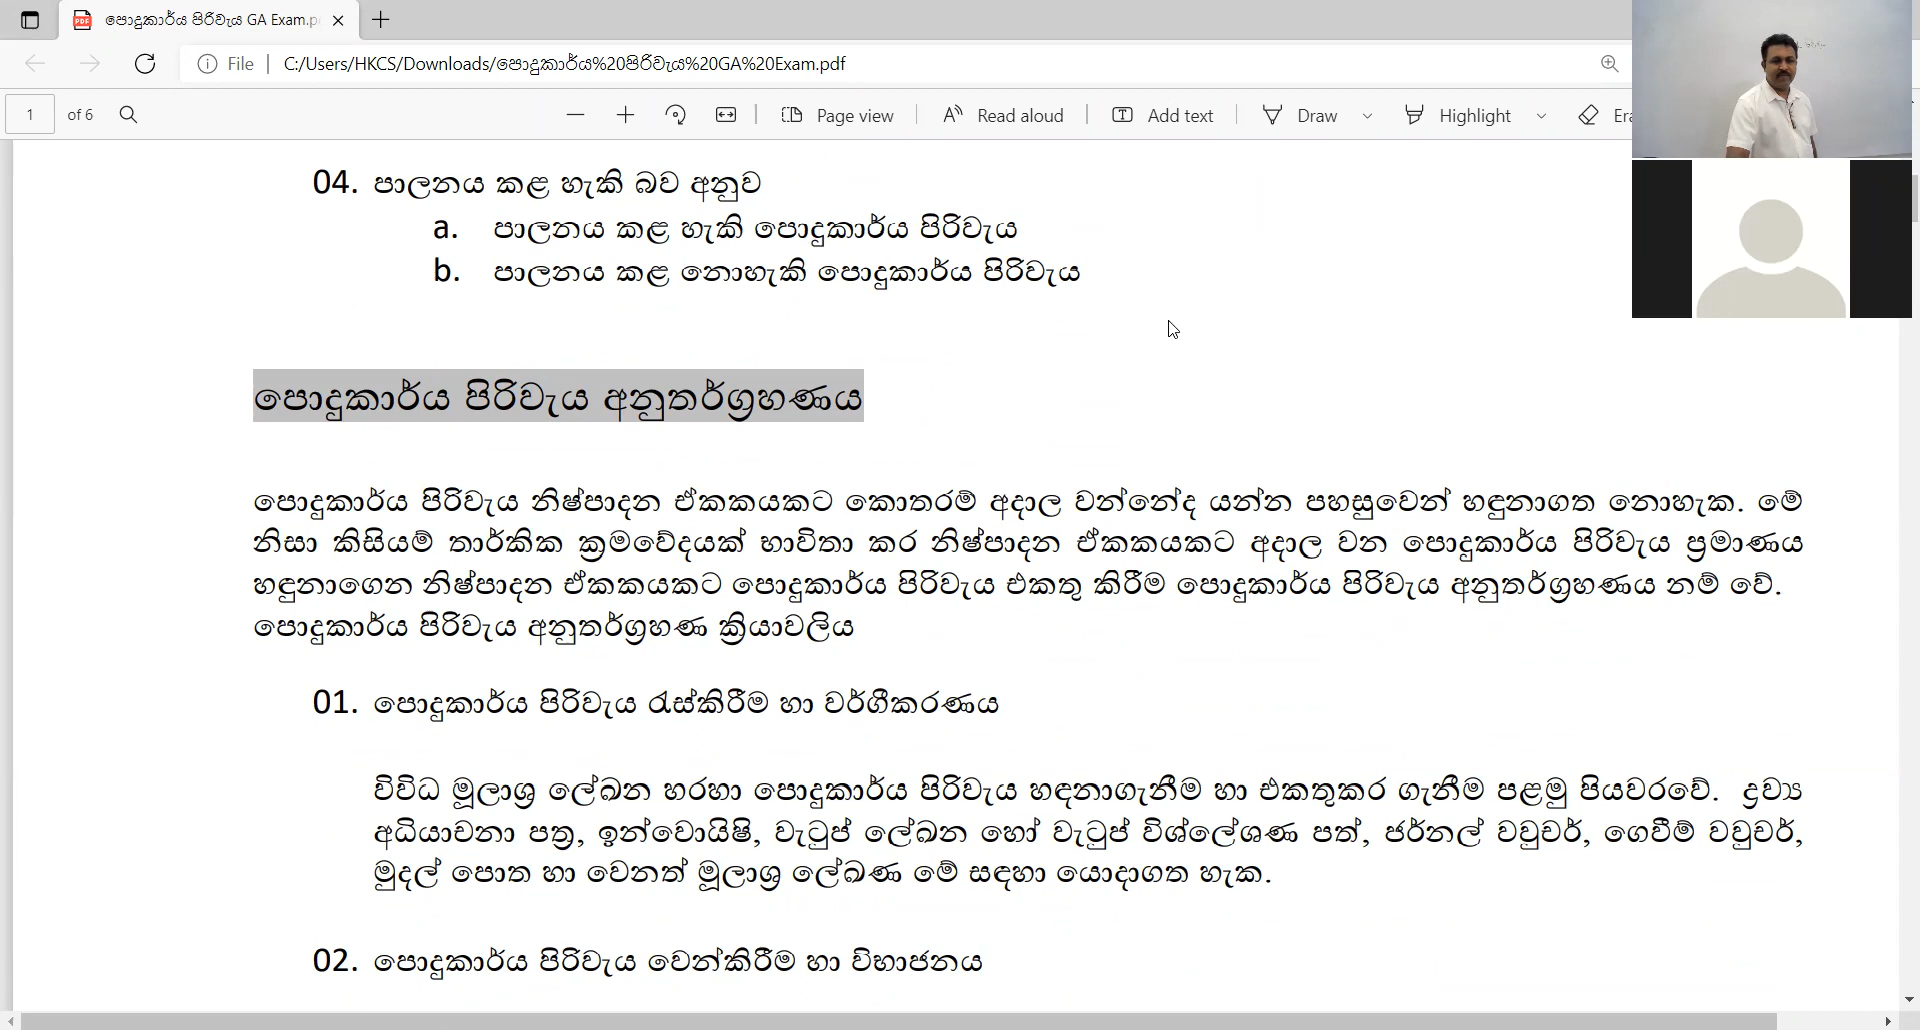 පොදුකාර්ය පිරිවැය GA Exam.p
File
C:/Users/HKCS/Downloads/පොදුකාර්ය%20පිරිවැය%20GA%20Exam.pdf
1 of 6
Page view
Read aloud
Add text
Draw
Highlight
Era
04. පාලනය කළ හැකි බව අනුව
a. පාලනය කළ හැකි පොදුකාර්ය පිරිවැය
b. පාලනය කළ නොහැකි පොදුකාර්ය පිරිවැය
පොදුකාර්ය පිරිවැය අනුතර්ග්‍රහණය
පොදුකාර්ය පිරිවැය නිෂ්පාදන ඒකකයකට කොතරම් අදාල වන්නේද යන්න පහසුවෙන් හඳුනාගත නොහැක. මේ
නිසා කිසියම් තාර්කික ක්‍රමවේදයක් භාවිතා කර නිෂ්පාදන ඒකකයකට අදාල වන පොදුකාර්ය පිරිවැය ප්‍රමාණය
හඳුනාගෙන නිෂ්පාදන ඒකකයකට පොදුකාර්ය පිරිවැය එකතු කිරීම පොදුකාර්ය පිරිවැය අනුතර්ග්‍රහණය නම් වේ.
පොදුකාර්ය පිරිවැය අනුතර්ග්‍රහණ ක්‍රියාවලිය
01. පොදුකාර්ය පිරිවැය රැස්කිරීම හා වර්ගීකරණය
විවිධ මූලාශ්‍ර ලේඛන හරහා පොදුකාර්ය පිරිවැය හඳනාගැනීම හා එකතුකර ගැනීම පළමු පියවරවේ. ද්‍රව්‍ය
අධියාචනා පත්‍ර, ඉන්වොයිෂි, වැටුප් ලේඛන හෝ වැටුප් විශ්ලේශණ පත්, ජර්නල් වවුචර්, ගෙවීම් වවුචර්,
මුදල් පොත හා වෙනත් මූලාශ්‍ර ලේඛණ මේ සඳහා යොදාගත හැක.
02. පොදුකාර්ය පිරිවැය වෙන්කිරීම හා විභාජනය